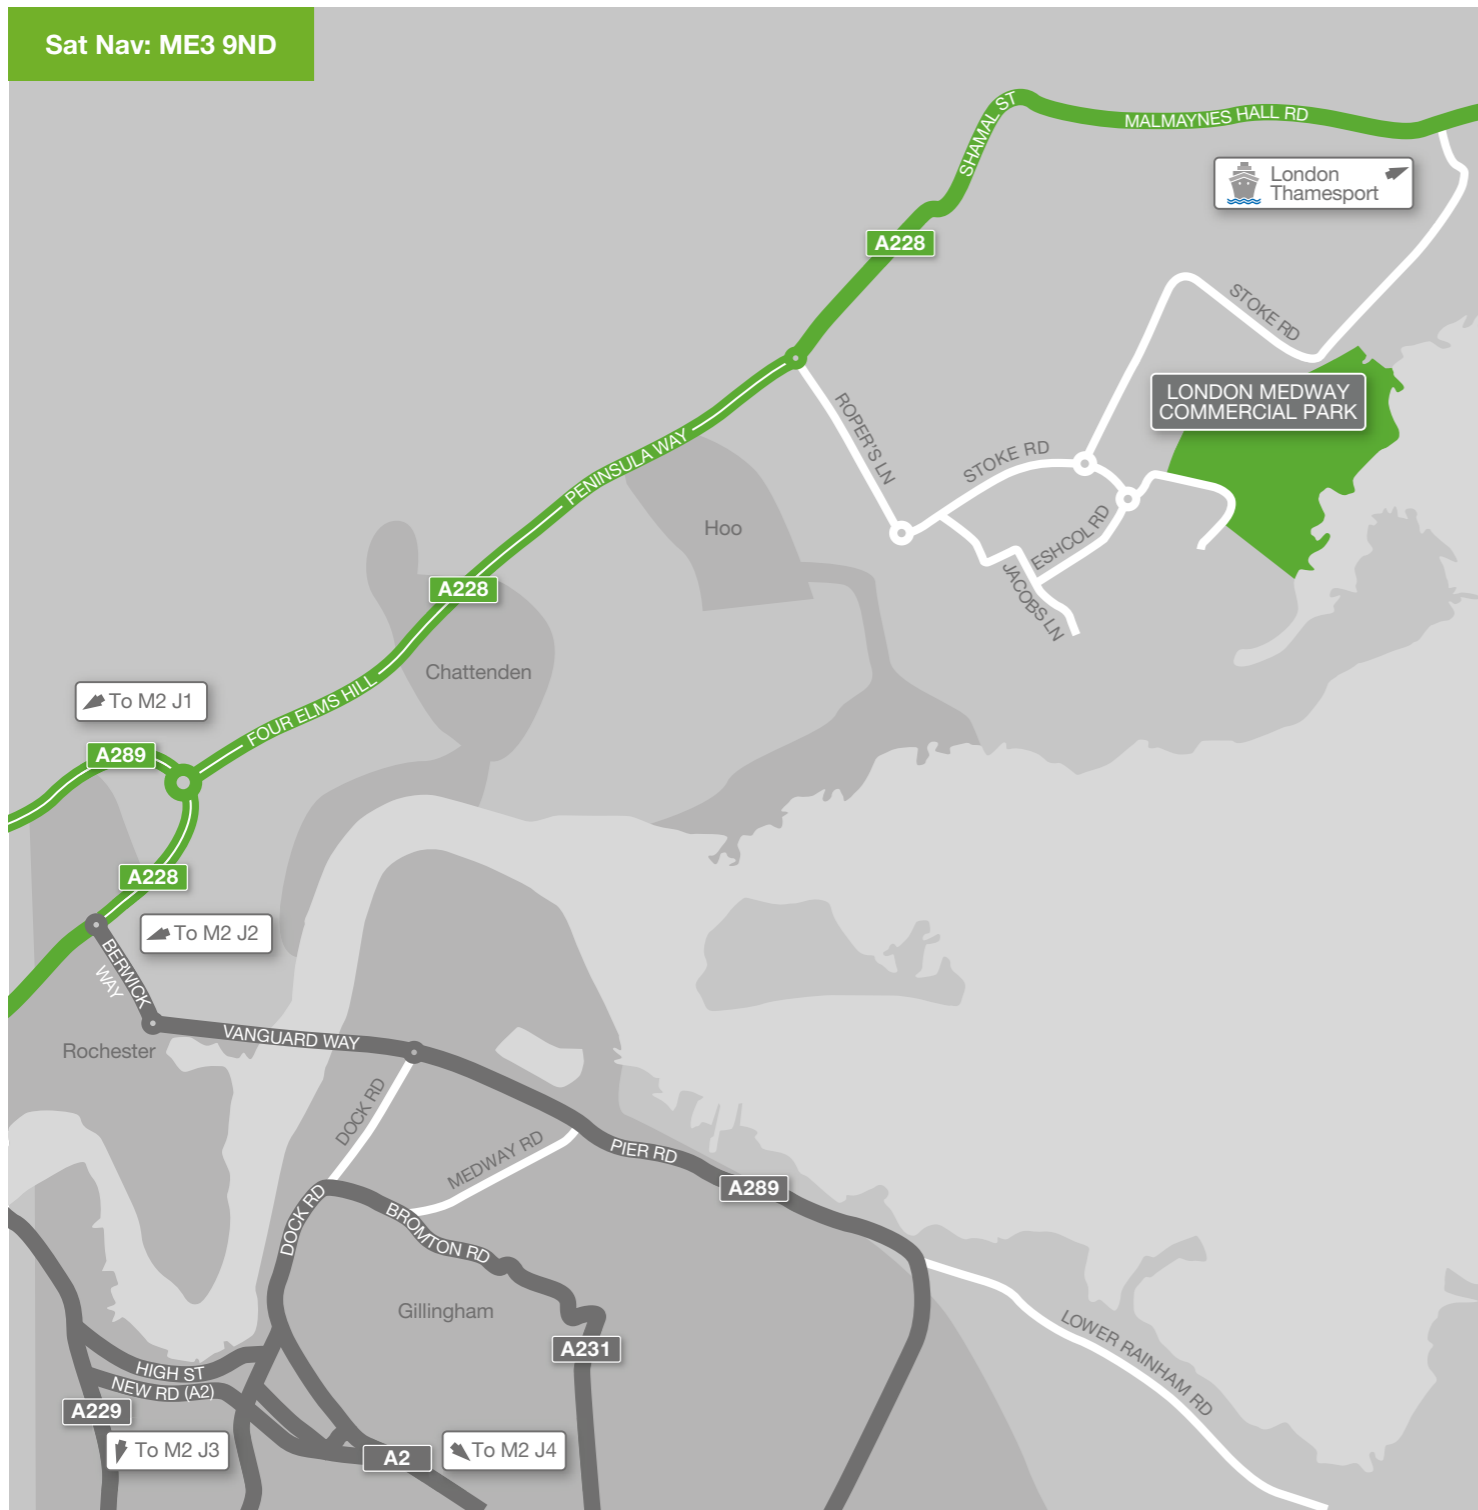 Sat Nav: ME3 9ND
SHAMAL ST
MALMAYNES HALL RD
London
Thamesport
A228
STOKE RD
LONDON MEDWAY
COMMERCIAL PARK
ROPER'S LN
STOKE RD
PENINSULA WAY
Hoo
ESHCOL RD
JACOBS LN
A228
Chattenden
To M2 J1
FOUR ELMS HILL
A289
A228
To M2 J2
BERWICK
WAY
Rochester
VANGUARD WAY
DOCK RD
MEDWAY RD
PIER RD
A289
DOCK RD
BROMTON RD
Gillingham
A231
LOWER RAINHAM RD
HIGH ST
NEW RD (A2)
A229
To M2 J3
A2
To M2 J4